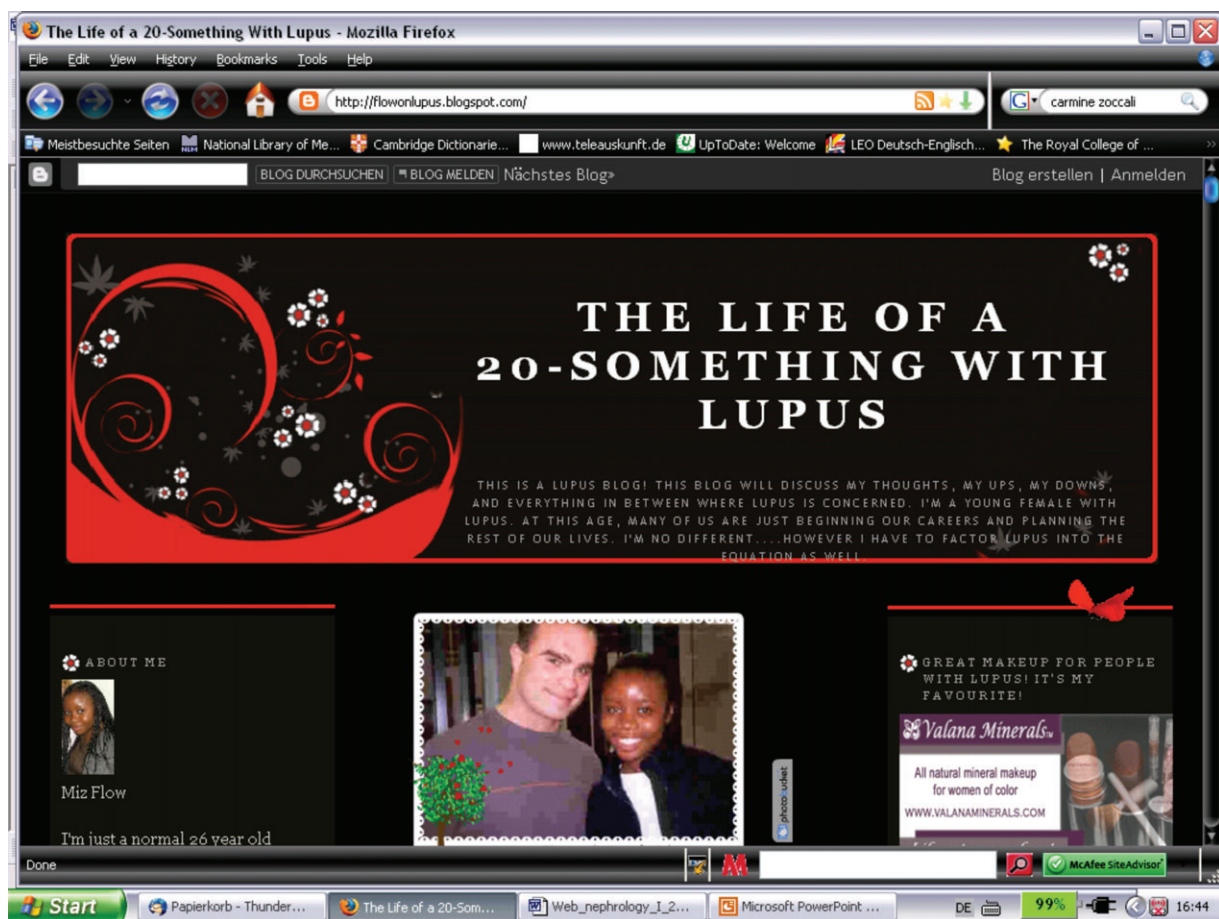 The Life of a 20-Something With Lupus - Mozilla Firefox
File Edit View History Bookmarks Tools Help
http://flowonlupus.blogspot.com/
G carmine zoccali
Meistbesuchte Seiten National Library of Me... Cambridge Dictionarie... www.teleauskunft.de UpToDate: Welcome LEO Deutsch-Englisch... The Royal College of ...
BLOG DURCHSUCHEN BLOG MELDEN Nächstes Blog» Blog erstellen | Anmelden
THE LIFE OF A
20-SOMETHING WITH
LUPUS
THIS IS A LUPUS BLOG! THIS BLOG WILL DISCUSS MY THOUGHTS, MY UPS, MY DOWNS,
AND EVERYTHING IN BETWEEN WHERE LUPUS IS CONCERNED. I'M A YOUNG FEMALE WITH
LUPUS. AT THIS AGE, MANY OF US ARE JUST BEGINNING OUR CAREERS AND PLANNING THE
REST OF OUR LIVES. I'M NO DIFFERENT....HOWEVER I HAVE TO FACTOR LUPUS INTO THE
EQUATION AS WELL.
ABOUT ME
Miz Flow
I'm just a normal 26 year old
photobucket
GREAT MAKEUP FOR PEOPLE
WITH LUPUS! IT'S MY
FAVOURITE!
Valana Minerals
All natural mineral makeup
for women of color
WWW.VALANAMINERALS.COM
Done
McAfee SiteAdvisor
Start Papierkorb - Thunder... The Life of a 20-Som... Web_nephrology_I_2... Microsoft PowerPoint ... DE 99% 16:44